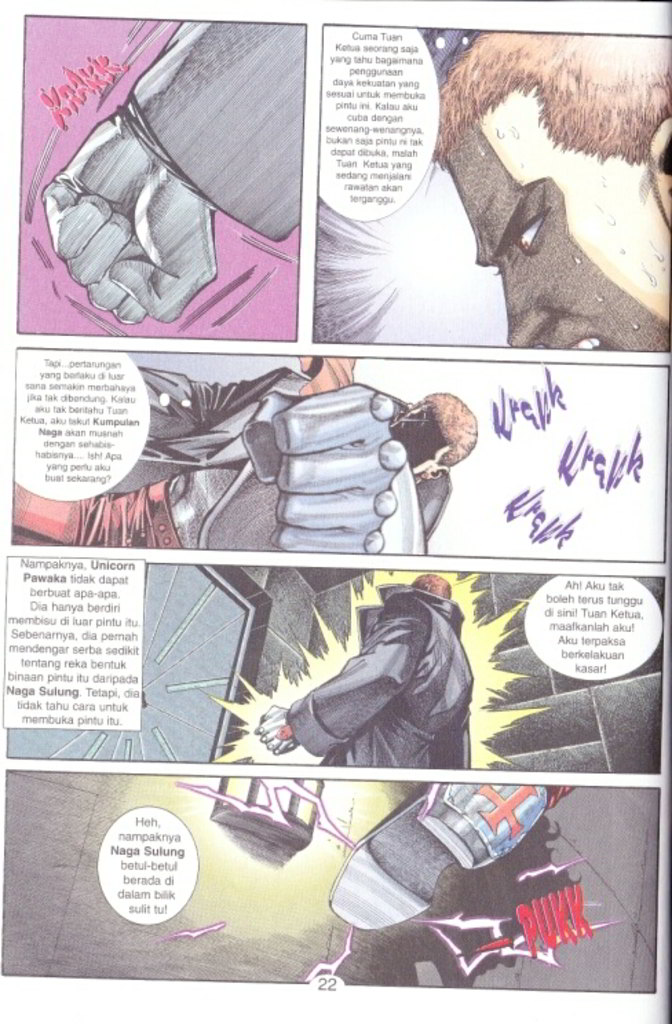 KRAKK
Cuma Tuan
Ketua seorang saja
yang tahu bagaimana
penggunaan
daya kekuatan yang
sesuai untuk membuka
pintu ini. Kalau aku
cuba dengan
sewenang-wenangnya,
bukan saja pintu ni tak
dapat dibuka, malah
Tuan Ketua yang
sedang menjalani
rawatan akan
terganggu.
Tapi...pertarungan
yang berlaku di luar
sana semakin merbahaya
jika tak dibendung. Kalau
aku tak beritahu Tuan
Ketua, aku takut Kumpulan
Naga akan musnah
dengan sehabis-
habisnya.... Ish! Apa
yang perlu aku
buat sekarang?
Krakk
Krakk
Krakk
Nampaknya, Unicorn
Pawaka tidak dapat
berbuat apa-apa.
Dia hanya berdiri
membisu di luar pintu itu.
Sebenarnya, dia pernah
mendengar serba sedikit
tentang reka bentuk
binaan pintu itu daripada
Naga Sulung. Tetapi, dia
tidak tahu cara untuk
membuka pintu itu.
Ah! Aku tak
boleh terus tunggu
di sini! Tuan Ketua,
maafkanlah aku!
Aku terpaksa
berkelakuan
kasar!
Heh,
nampaknya
Naga Sulung
betul-betul
berada di
dalam bilik
sulit tu!
PUKK
22